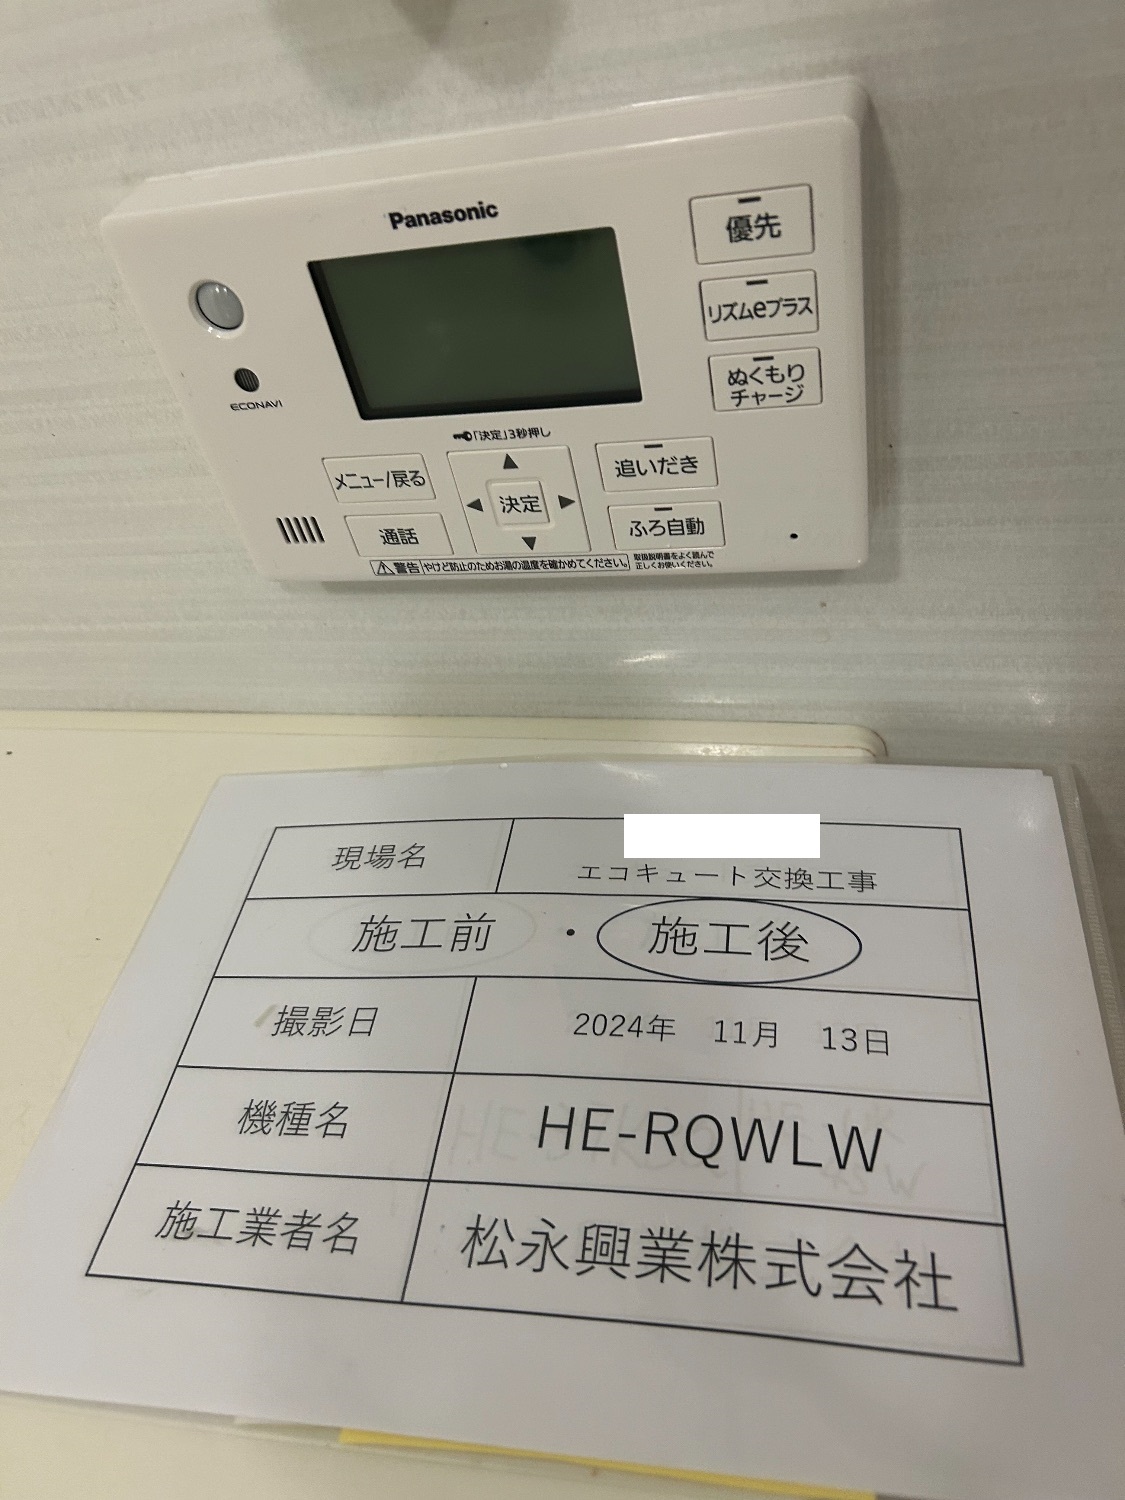 Panasonic
優先
リズムeプラス
ぬくもり
チャージ
ECONAVI
「決定」3秒押し
メニュー/戻る
決定
追いだき
通話
ふろ自動
警告 やけど防止のためお湯の温度を確かめてください。
取扱説明書をよく読んで
正しくお使いください。
現場名
エコキュート交換工事
施工前 ・ 施工後
撮影日 2024年 11月 13日
機種名 HE-RQWLW
施工業者名 松永興業株式会社